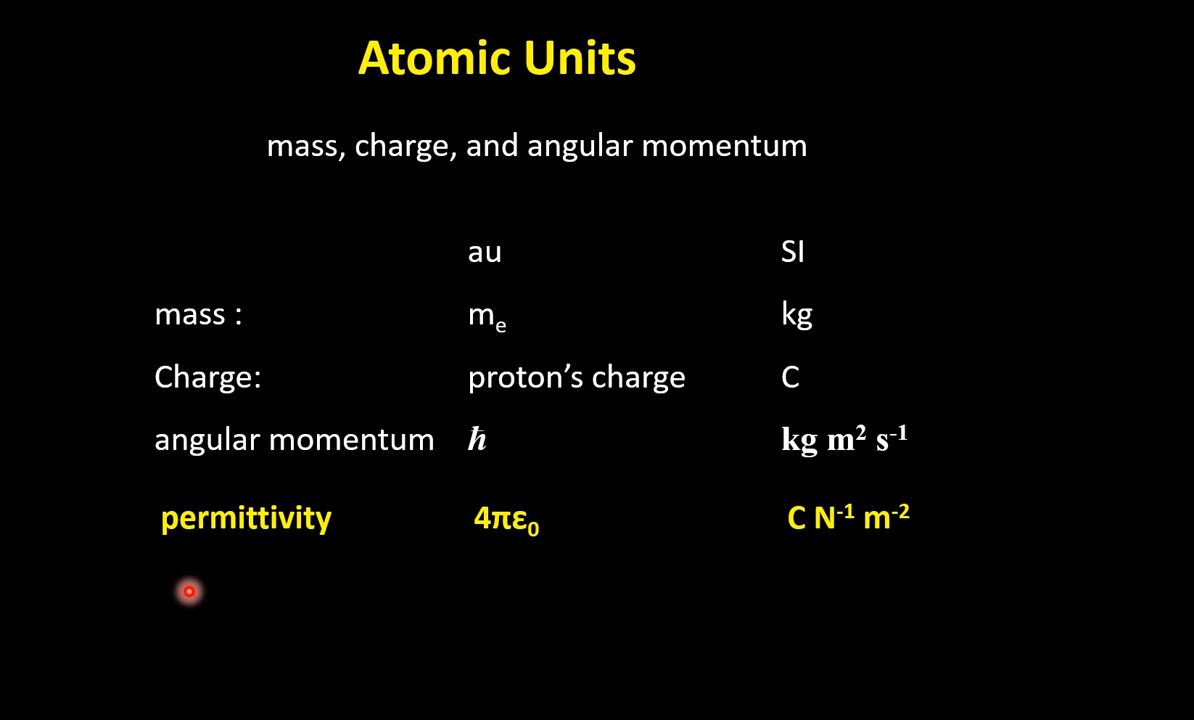 Atomic Units
mass, charge, and angular momentum
au SI
mass : mₑ kg
Charge: proton’s charge C
angular momentum ħ kg m² s⁻¹
permittivity 4πε₀ C N⁻¹ m⁻²